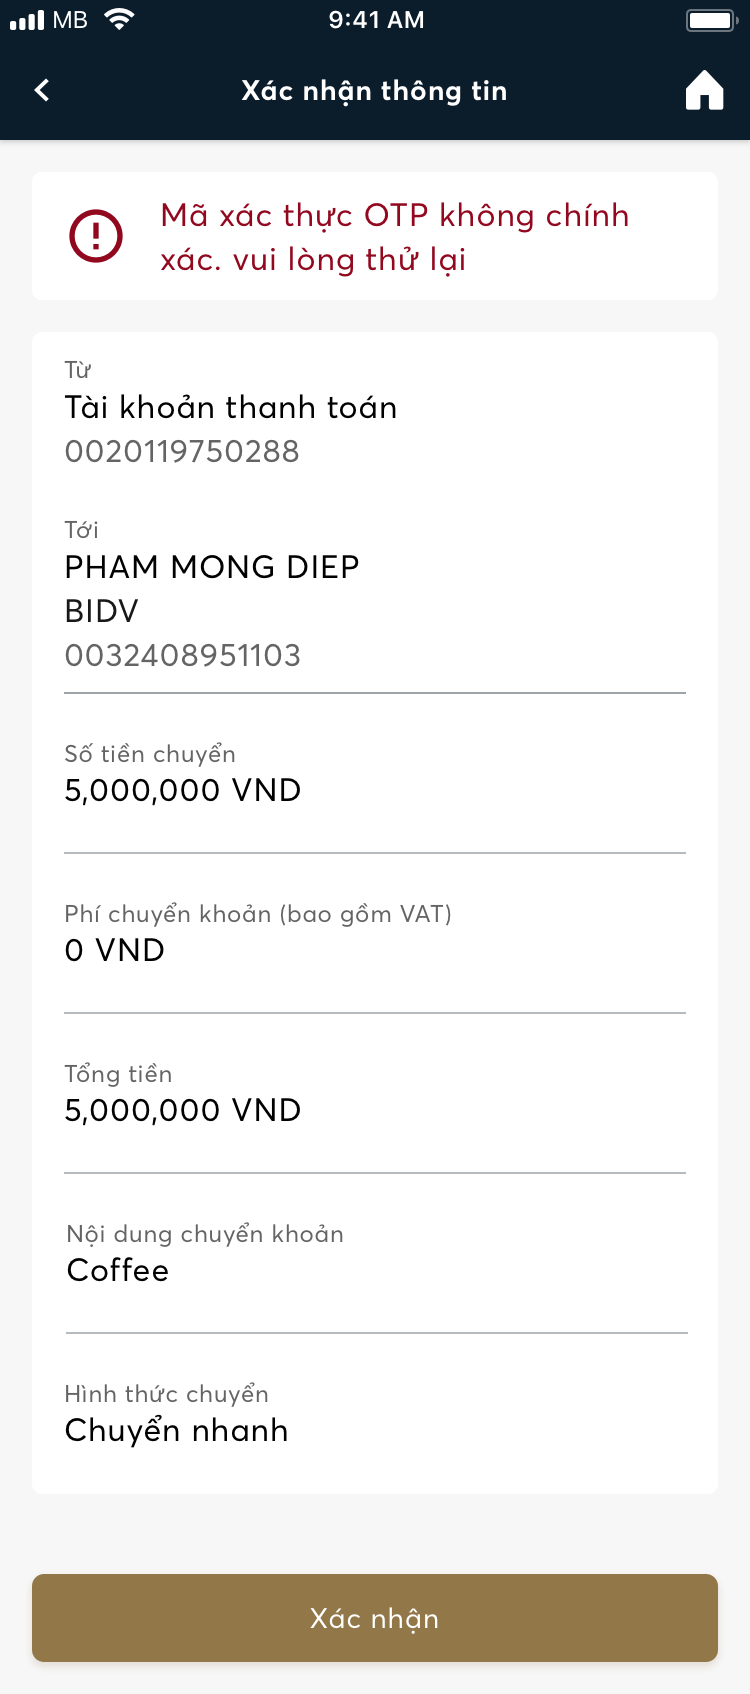 MB 9:41 AM
Xác nhận thông tin
Mã xác thực OTP không chính
xác. vui lòng thử lại
Từ
Tài khoản thanh toán
0020119750288
Tới
PHAM MONG DIEP
BIDV
0032408951103
Số tiền chuyển
5,000,000 VND
Phí chuyển khoản (bao gồm VAT)
0 VND
Tổng tiền
5,000,000 VND
Nội dung chuyển khoản
Coffee
Hình thức chuyển
Chuyển nhanh
Xác nhận